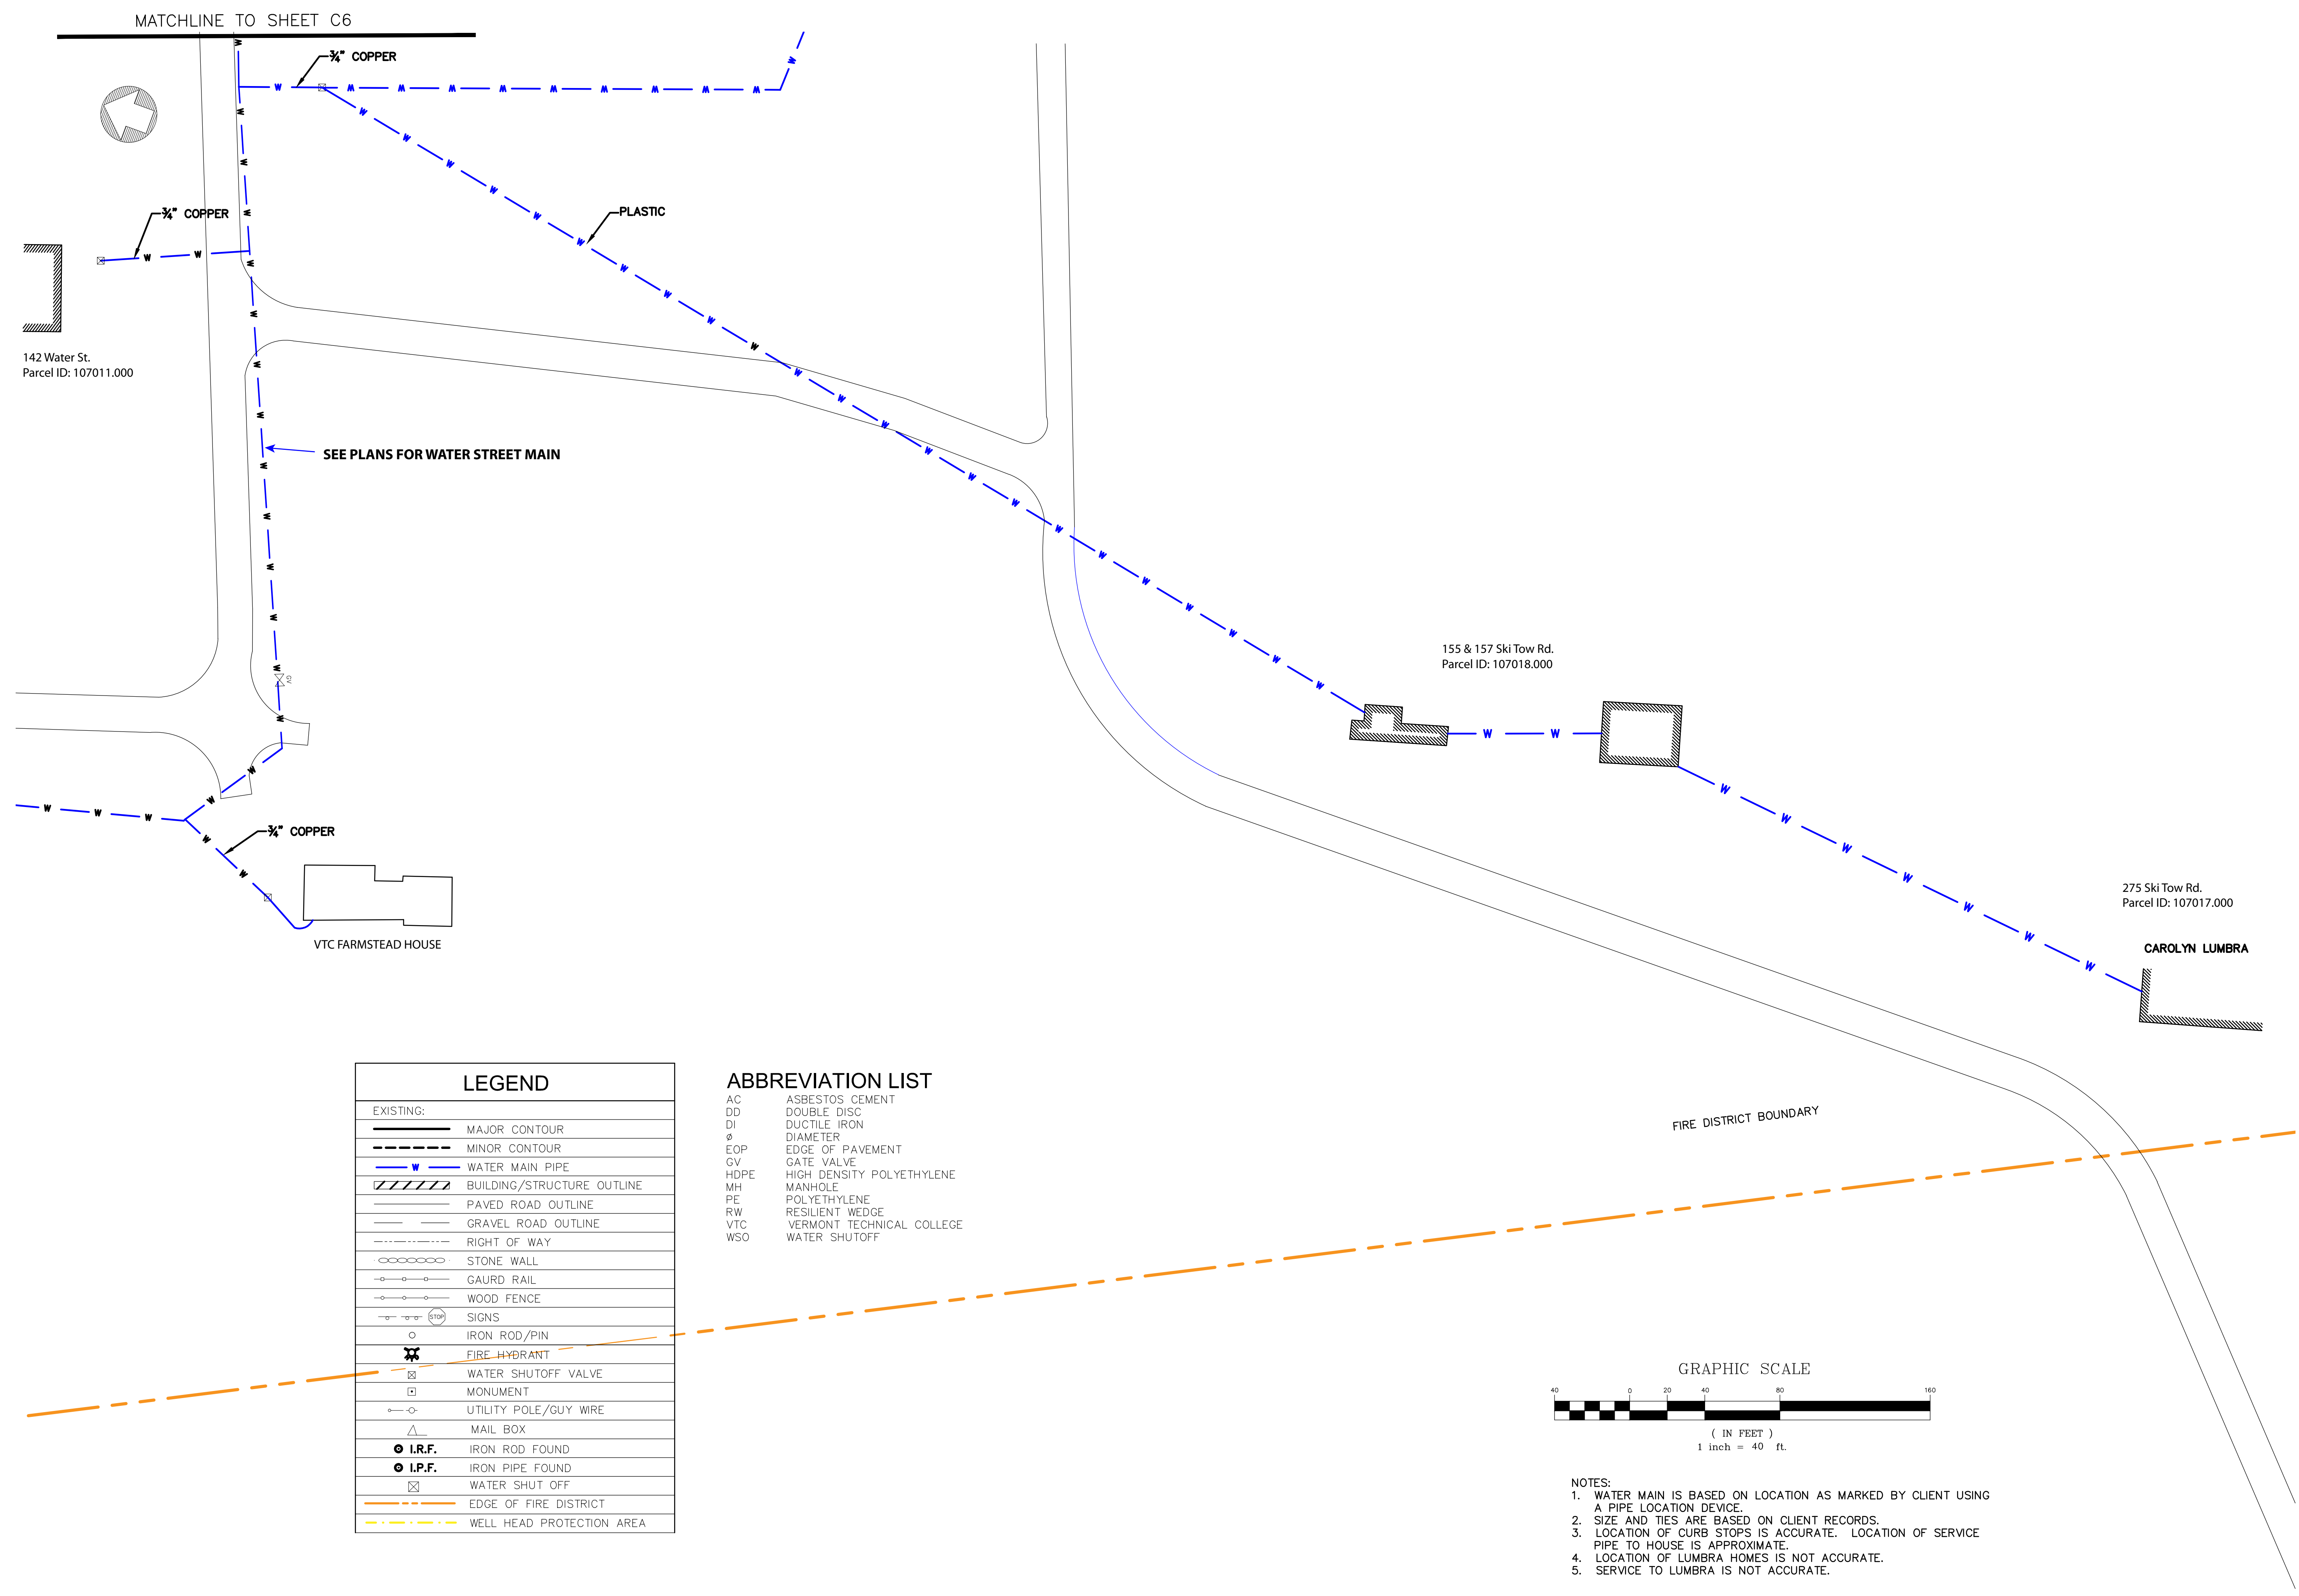 MATCHLINE TO SHEET C6
¾" COPPER
¾" COPPER
PLASTIC
142 Water St.
Parcel ID: 107011.000
SEE PLANS FOR WATER STREET MAIN
155 & 157 Ski Tow Rd.
Parcel ID: 107018.000
GV
¾" COPPER
VTC FARMSTEAD HOUSE
275 Ski Tow Rd.
Parcel ID: 107017.000
CAROLYN LUMBRA
FIRE DISTRICT BOUNDARY
LEGEND
EXISTING:
MAJOR CONTOUR
MINOR CONTOUR
W WATER MAIN PIPE
BUILDING/STRUCTURE OUTLINE
PAVED ROAD OUTLINE
GRAVEL ROAD OUTLINE
RIGHT OF WAY
STONE WALL
GAURD RAIL
WOOD FENCE
STOP SIGNS
IRON ROD/PIN
FIRE HYDRANT
WATER SHUTOFF VALVE
MONUMENT
UTILITY POLE/GUY WIRE
MAIL BOX
I.R.F. IRON ROD FOUND
I.P.F. IRON PIPE FOUND
WATER SHUT OFF
EDGE OF FIRE DISTRICT
WELL HEAD PROTECTION AREA
ABBREVIATION LIST
AC ASBESTOS CEMENT
DD DOUBLE DISC
DI DUCTILE IRON
Ø DIAMETER
EOP EDGE OF PAVEMENT
GV GATE VALVE
HDPE HIGH DENSITY POLYETHYLENE
MH MANHOLE
PE POLYETHYLENE
RW RESILIENT WEDGE
VTC VERMONT TECHNICAL COLLEGE
WSO WATER SHUTOFF
GRAPHIC SCALE
40 0 20 40 80 160
( IN FEET )
1 inch = 40 ft.
NOTES:
1. WATER MAIN IS BASED ON LOCATION AS MARKED BY CLIENT USING
A PIPE LOCATION DEVICE.
2. SIZE AND TIES ARE BASED ON CLIENT RECORDS.
3. LOCATION OF CURB STOPS IS ACCURATE. LOCATION OF SERVICE
PIPE TO HOUSE IS APPROXIMATE.
4. LOCATION OF LUMBRA HOMES IS NOT ACCURATE.
5. SERVICE TO LUMBRA IS NOT ACCURATE.